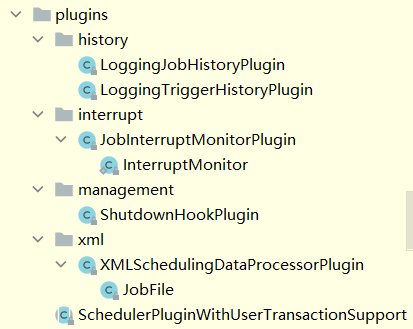 plugins
history
LoggingJobHistoryPlugin
LoggingTriggerHistoryPlugin
interrupt
JobInterruptMonitorPlugin
InterruptMonitor
management
ShutdownHookPlugin
xml
XMLSchedulingDataProcessorPlugin
JobFile
SchedulerPluginWithUserTransactionSupport